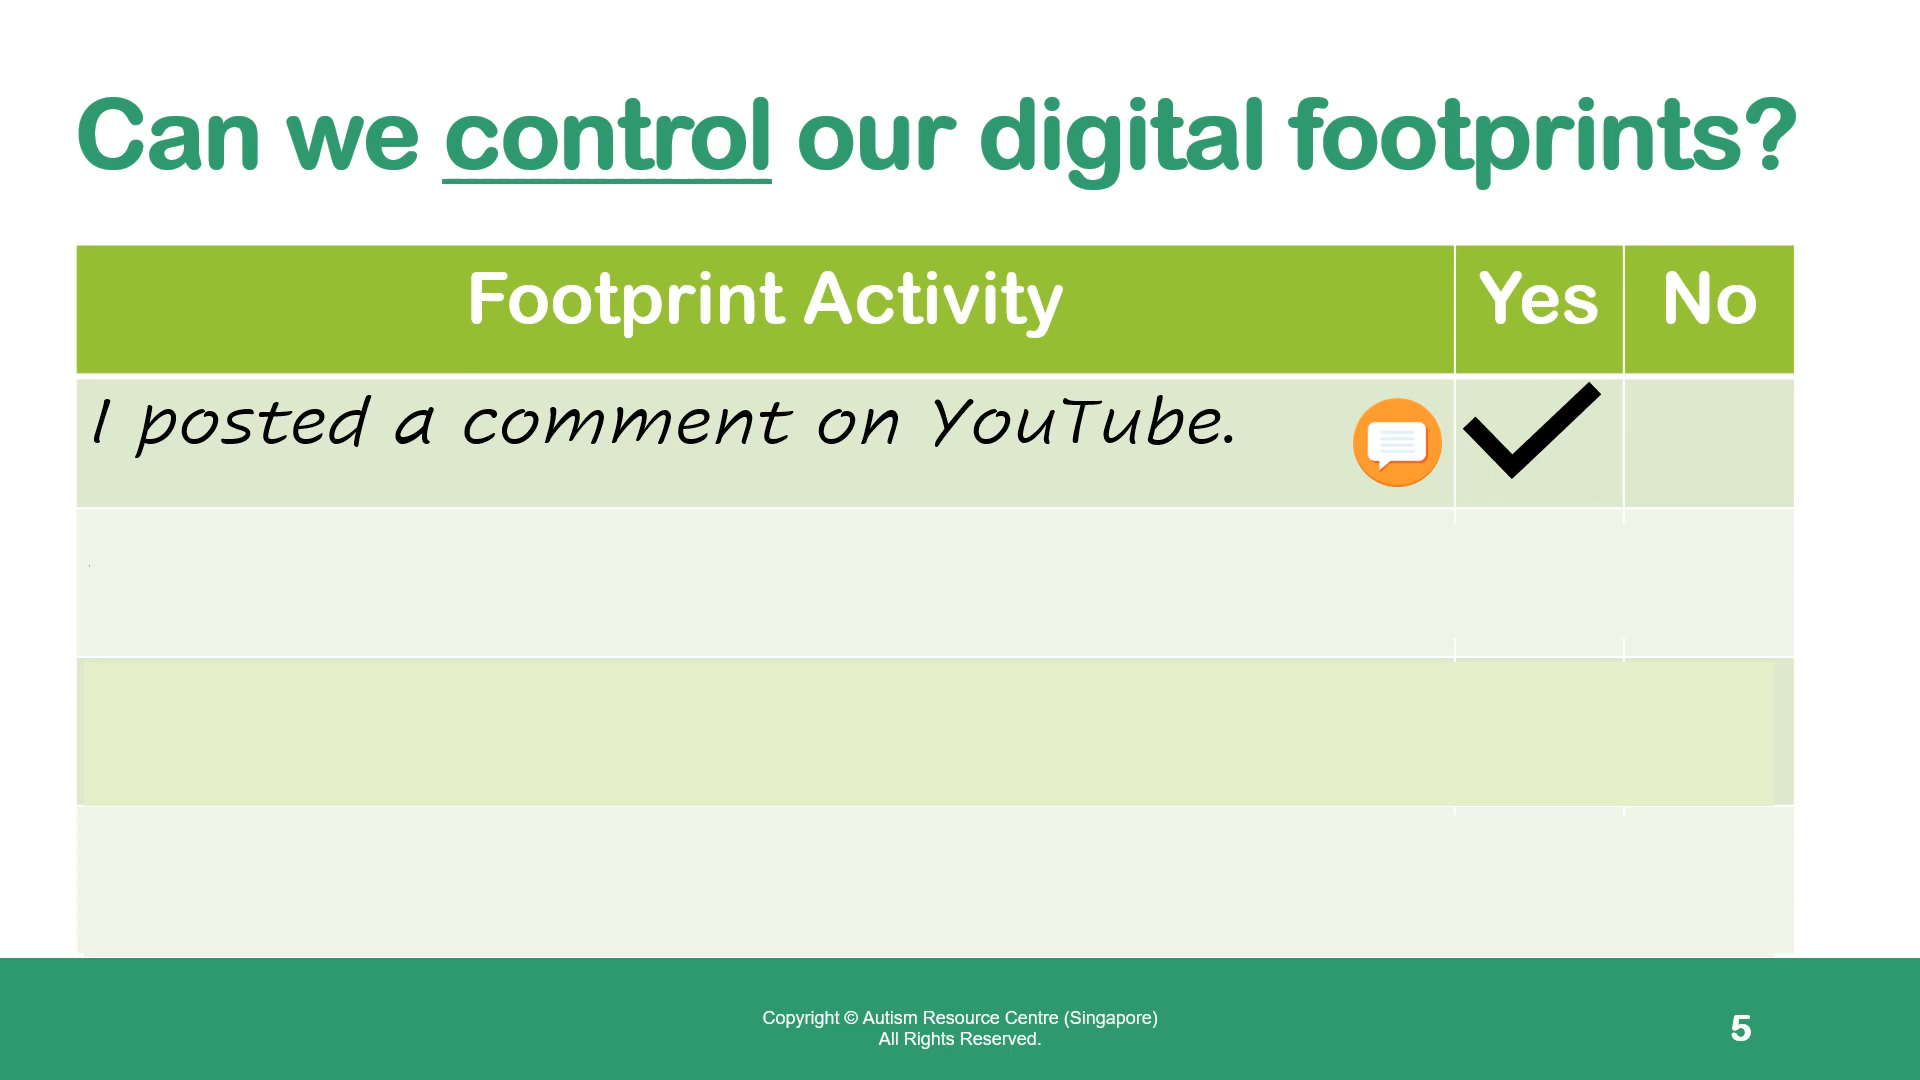 Can we control our digital footprints?
Footprint Activity Yes No
I posted a comment on YouTube.
Copyright © Autism Resource Centre (Singapore)
All Rights Reserved.
5